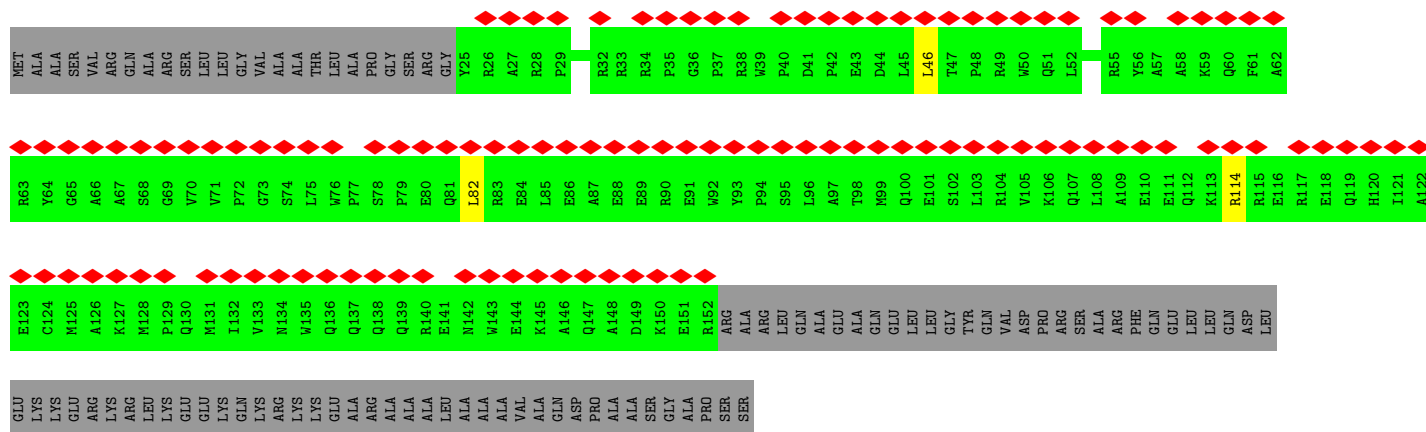 MET ALA ALA SER VAL ARG GLN ALA ARG SER LEU LEU GLY VAL ALA ALA THR LEU ALA PRO GLY SER ARG GLY Y25 R26 A27 R28 P29 R32 R33 R34 P35 G36 P37 R38 W39 P40 D41 P42 E43 D44 L45 L46 T47 P48 R49 W50 Q51 L52 R55 Y56 A57 A58 K59 Q60 F61 A62
R63 Y64 G65 A66 A67 S68 G69 V70 V71 P72 G73 S74 L75 W76 P77 S78 P79 E80 Q81 L82 R83 E84 L85 E86 A87 E88 E89 R90 E91 W92 Y93 P94 S95 L96 A97 T98 M99 Q100 E101 S102 L103 R104 V105 K106 Q107 L108 A109 E110 E111 Q112 K113 R114 R115 E116 R117 E118 Q119 H120 I121 A122
E123 C124 M125 A126 K127 M128 P129 Q130 M131 I132 V133 N134 W135 Q136 Q137 Q138 Q139 R140 E141 N142 W143 E144 K145 A146 Q147 A148 D149 K150 E151 R152 ARG ALA ARG LEU GLN ALA GLU ALA GLN GLU LEU LEU GLY TYR GLN VAL ASP PRO ARG SER ALA ARG PHE GLN GLU LEU LEU GLN ASP LEU
GLU LYS LYS GLU ARG LYS ARG LEU LYS GLU GLU LYS GLN LYS ARG LYS LYS GLU ALA ARG ALA ALA ALA LEU ALA ALA ALA VAL ALA GLN ASP PRO ALA ALA SER GLY ALA PRO SER SER